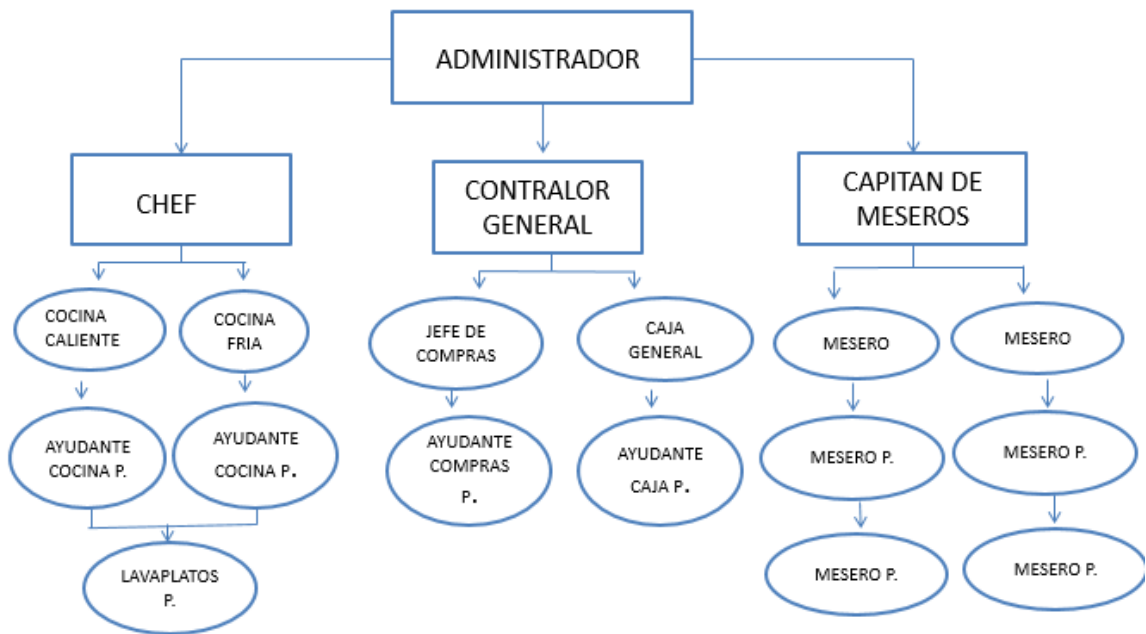 ADMINISTRADOR
CHEF
CONTRALOR
GENERAL
CAPITAN DE
MESEROS
COCINA
CALIENTE
COCINA
FRIA
JEFE DE
COMPRAS
CAJA
GENERAL
MESERO
MESERO
AYUDANTE
COCINA P.
AYUDANTE
COCINA P.
AYUDANTE
COMPRAS
P.
AYUDANTE
CAJA P.
MESERO P.
MESERO P.
LAVAPLATOS
P.
MESERO P.
MESERO P.